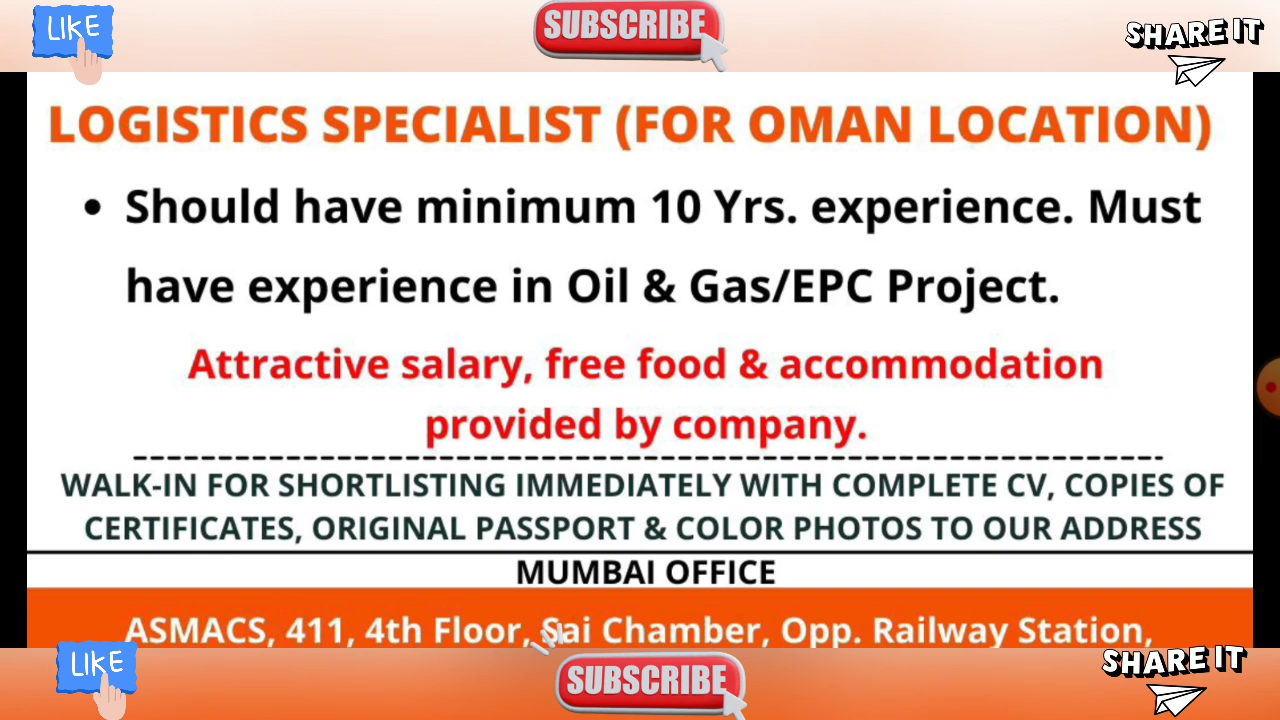 LIKE
SUBSCRIBE
SHARE IT
LOGISTICS SPECIALIST (FOR OMAN LOCATION)
• Should have minimum 10 Yrs. experience. Must
have experience in Oil & Gas/EPC Project.
Attractive salary, free food & accommodation
provided by company.
WALK-IN FOR SHORTLISTING IMMEDIATELY WITH COMPLETE CV, COPIES OF
CERTIFICATES, ORIGINAL PASSPORT & COLOR PHOTOS TO OUR ADDRESS
MUMBAI OFFICE
ASMACS, 411, 4th Floor, Sai Chamber, Opp. Railway Station,
LIKE
SUBSCRIBE
SHARE IT